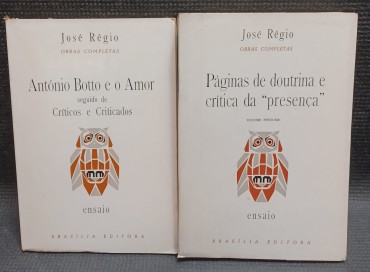 José Régio
OBRAS COMPLETAS
António Botto e o Amor
seguido de
Críticos e Criticados
ensaio
BRASÍLIA EDITORA
José Régio
OBRAS COMPLETAS
Páginas de doutrina e
crítica da "presença"
ensaio
BRASÍLIA EDITORA